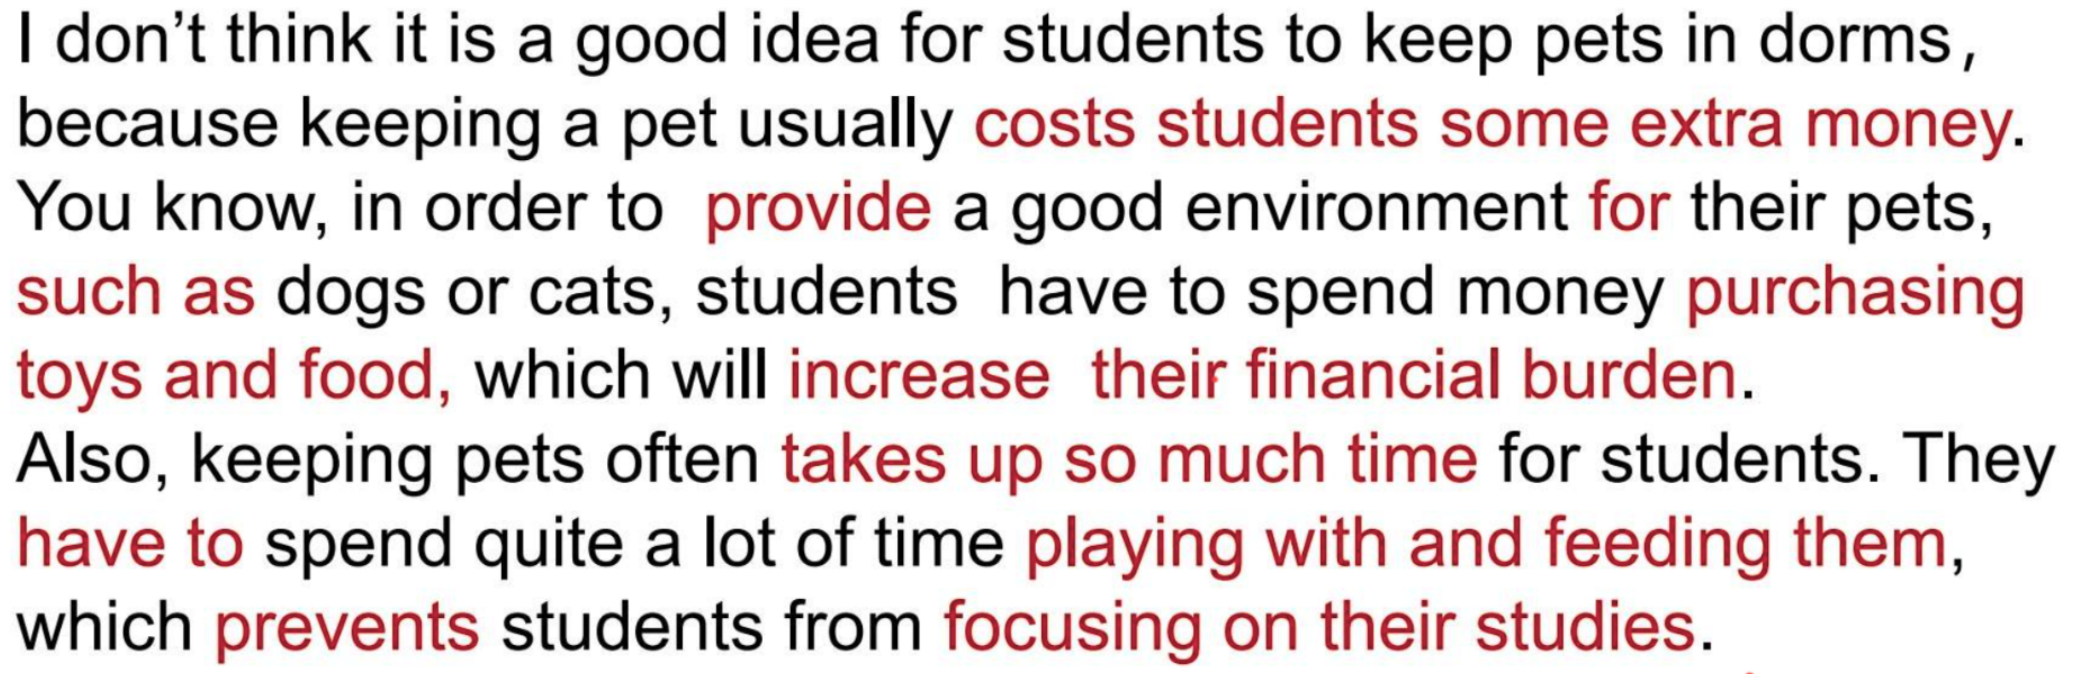 I don't think it is a good idea for students to keep pets in dorms,
because keeping a pet usually costs students some extra money.
You know, in order to provide a good environment for their pets,
such as dogs or cats, students have to spend money purchasing
toys and food, which will increase their financial burden.
Also, keeping pets often takes up so much time for students. They
have to spend quite a lot of time playing with and feeding them,
which prevents students from focusing on their studies.